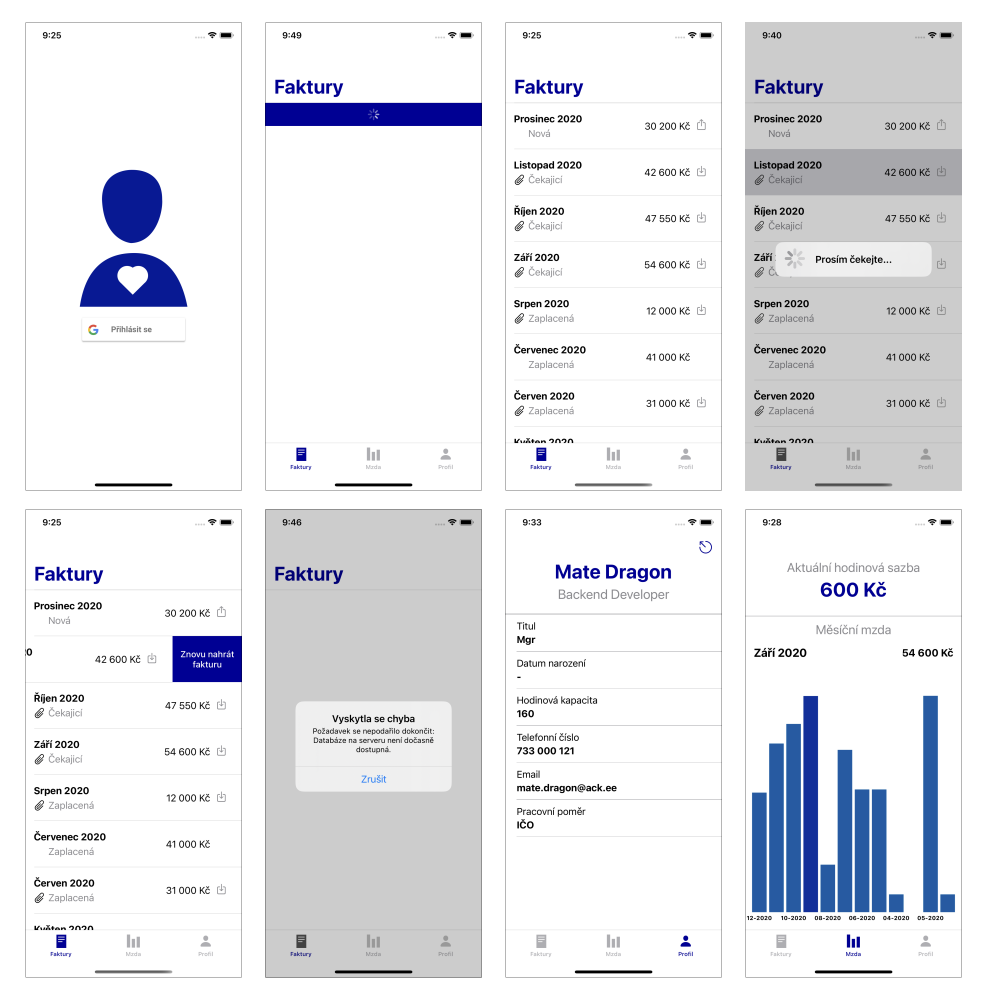 9:25
Přihlásit se
9:49
Faktury
Faktury
Mzda
Profil
9:25
Faktury
Prosinec 2020
Nová
30 200 Kč
Listopad 2020
Čekající
42 600 Kč
Říjen 2020
Čekající
47 550 Kč
Září 2020
Čekající
54 600 Kč
Srpen 2020
Zaplacená
12 000 Kč
Červenec 2020
Zaplacená
41 000 Kč
Červen 2020
Zaplacená
31 000 Kč
Květen 2020
Faktury
Mzda
Profil
9:40
Faktury
Prosinec 2020
Nová
30 200 Kč
Listopad 2020
Čekající
42 600 Kč
Říjen 2020
Čekající
47 550 Kč
Září
Prosím čekejte...
Srpen 2020
Zaplacená
12 000 Kč
Červenec 2020
Zaplacená
41 000 Kč
Červen 2020
Zaplacená
31 000 Kč
Květen 2020
Faktury
Mzda
Profil
9:25
Faktury
Prosinec 2020
Nová
30 200 Kč
0
42 600 Kč
Znovu nahrát
fakturu
Říjen 2020
Čekající
47 550 Kč
Září 2020
Čekající
54 600 Kč
Srpen 2020
Zaplacená
12 000 Kč
Červenec 2020
Zaplacená
41 000 Kč
Červen 2020
Zaplacená
31 000 Kč
Květen 2020
Faktury
Mzda
Profil
9:46
Faktury
Vyskytla se chyba
Požadavek se nepodařilo dokončit:
Databáze na serveru není dočasně
dostupná.
Zrušit
Faktury
Mzda
Profil
9:33
Mate Dragon
Backend Developer
Titul
Mgr
Datum narození
-
Hodinová kapacita
160
Telefonní číslo
733 000 121
Email
mate.dragon@ack.ee
Pracovní poměr
IČO
Faktury
Mzda
Profil
9:28
Aktuální hodinová sazba
600 Kč
Měsíční mzda
Září 2020 54 600 Kč
12-2020 10-2020 08-2020 06-2020 04-2020 05-2020
Faktury
Mzda
Profil